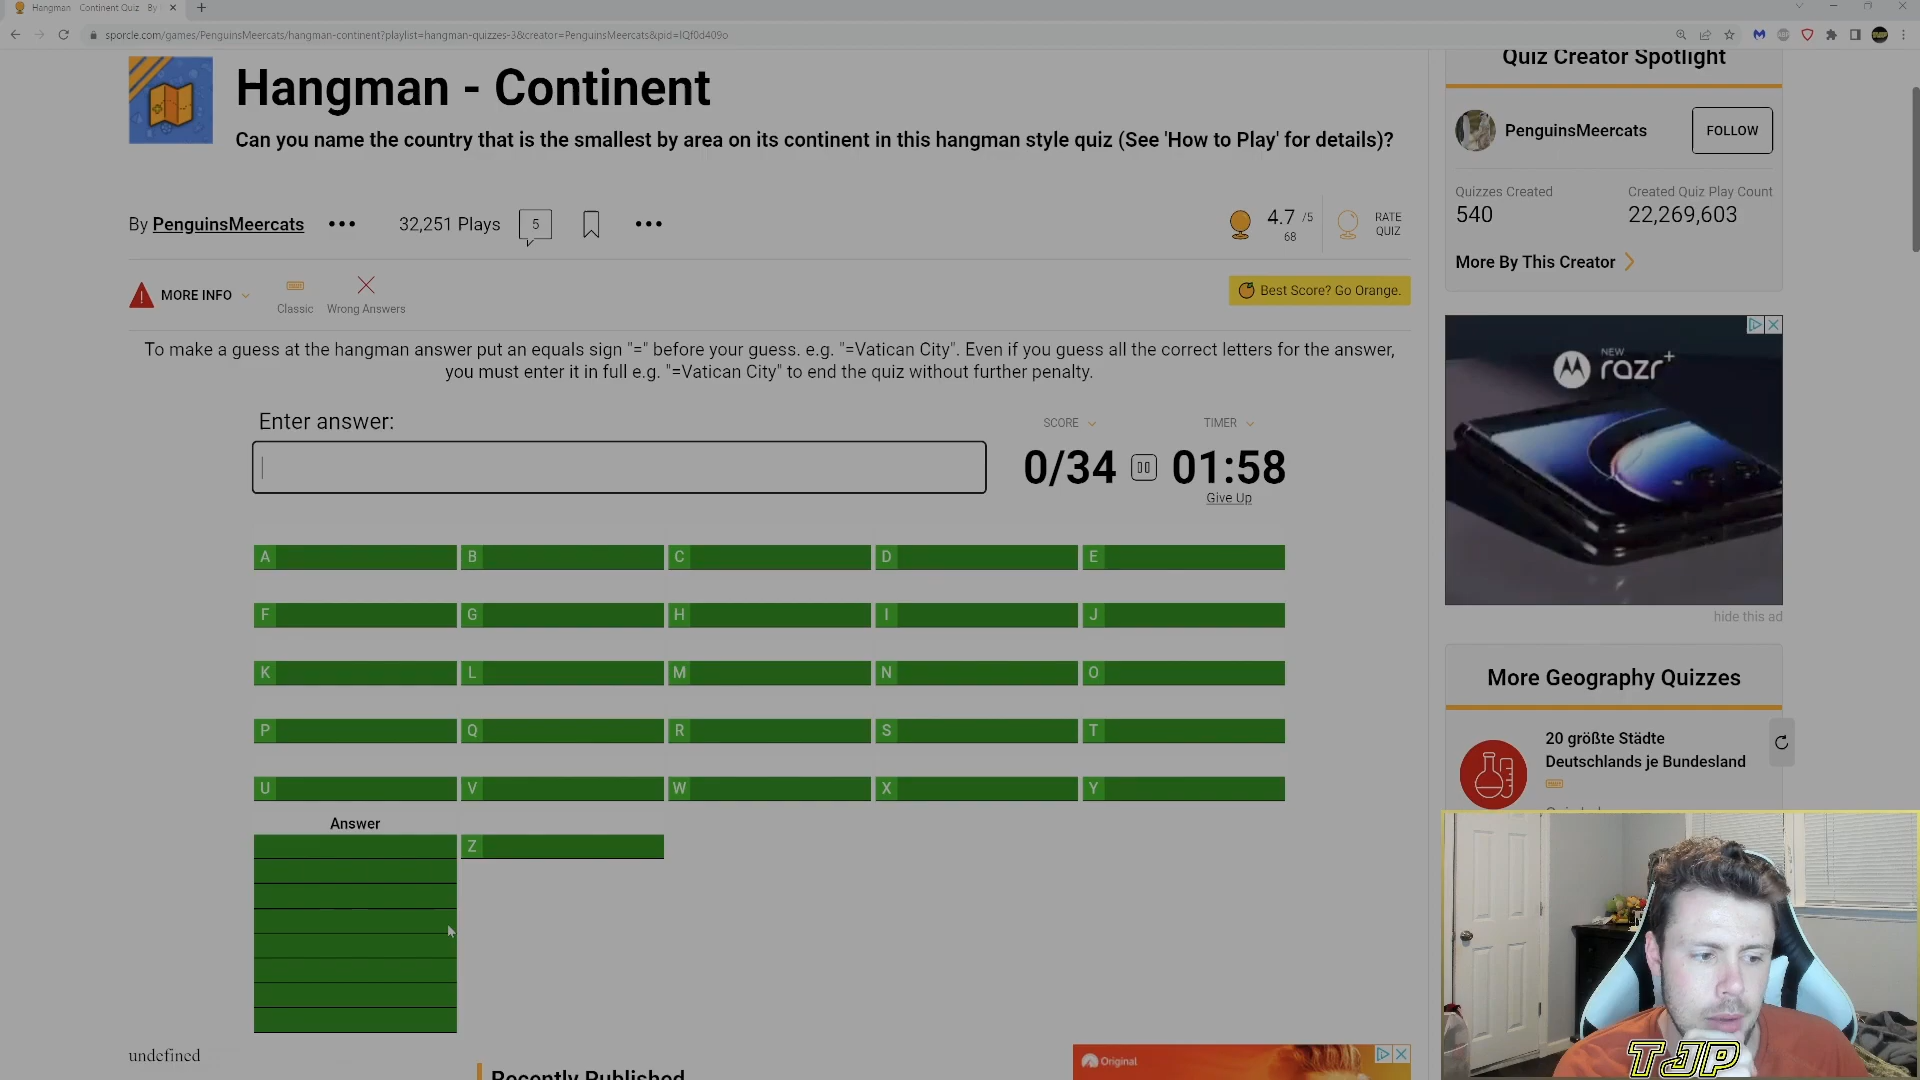 Hangman Continent Quiz By
sporcle.com/games/PenguinsMeercats/hangman-continent?playlist=hangman-quizzes-3&creator=PenguinsMeercats&pid=IQf0d409o
Hangman - Continent
Can you name the country that is the smallest by area on its continent in this hangman style quiz (See 'How to Play' for details)?
By PenguinsMeercats
32,251 Plays
5
4.7 /5
68
RATE
QUIZ
MORE INFO
Classic
Wrong Answers
Best Score? Go Orange.
To make a guess at the hangman answer put an equals sign "=" before your guess. e.g. "=Vatican City". Even if you guess all the correct letters for the answer,
you must enter it in full e.g. "=Vatican City" to end the quiz without further penalty.
Enter answer:
SCORE
TIMER
0/34
01:58
Give Up
A B C D E
F G H I J
K L M N O
P Q R S T
U V W X Y
Answer
Z
undefined
Recently Published
Original
Quiz Creator Spotlight
PenguinsMeercats
FOLLOW
Quizzes Created
Created Quiz Play Count
540
22,269,603
More By This Creator
NEW
razr+
hide this ad
More Geography Quizzes
20 größte Städte
Deutschlands je Bundesland
TJP